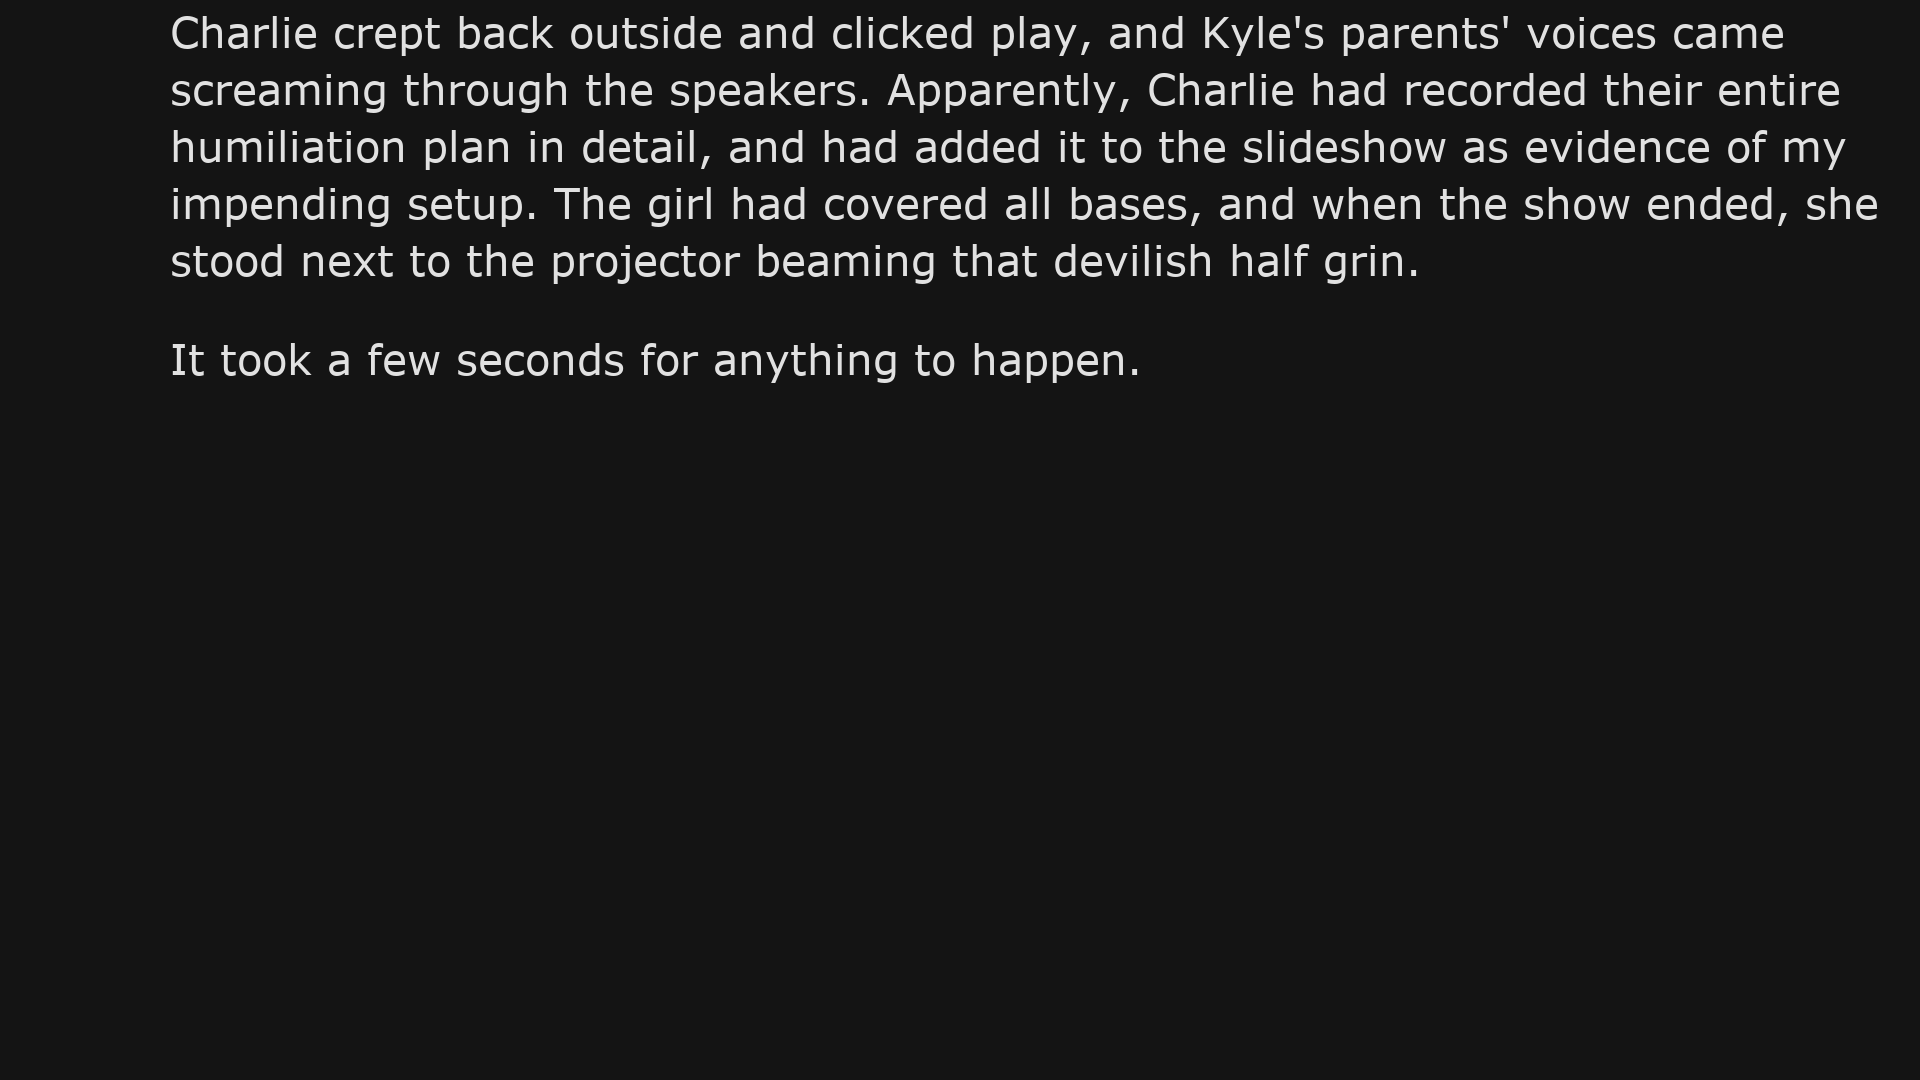 Charlie crept back outside and clicked play, and Kyle's parents' voices came
screaming through the speakers. Apparently, Charlie had recorded their entire
humiliation plan in detail, and had added it to the slideshow as evidence of my
impending setup. The girl had covered all bases, and when the show ended, she
stood next to the projector beaming that devilish half grin.
It took a few seconds for anything to happen.